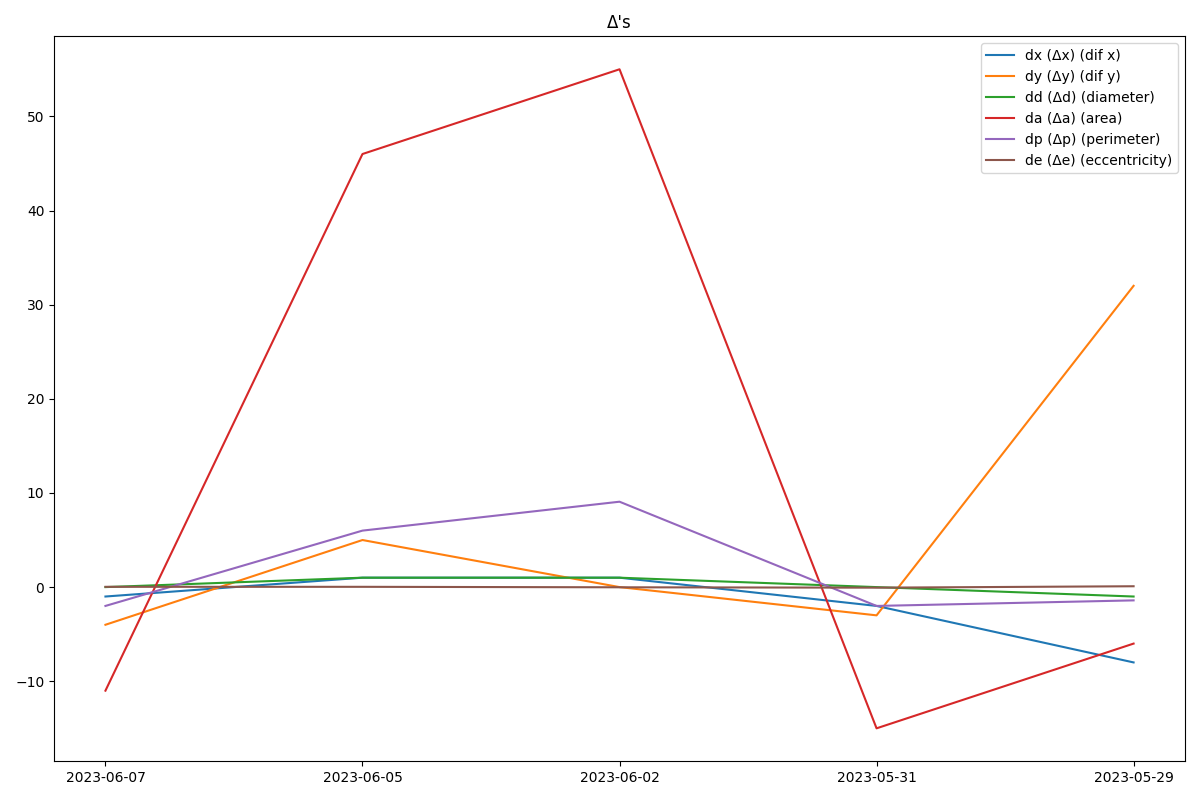 Δ's
dx (Δx) (dif x)
dy (Δy) (dif y)
dd (Δd) (diameter)
da (Δa) (area)
dp (Δp) (perimeter)
de (Δe) (eccentricity)
50
40
30
20
10
0
−10
2023-06-07 2023-06-05 2023-06-02 2023-05-31 2023-05-29